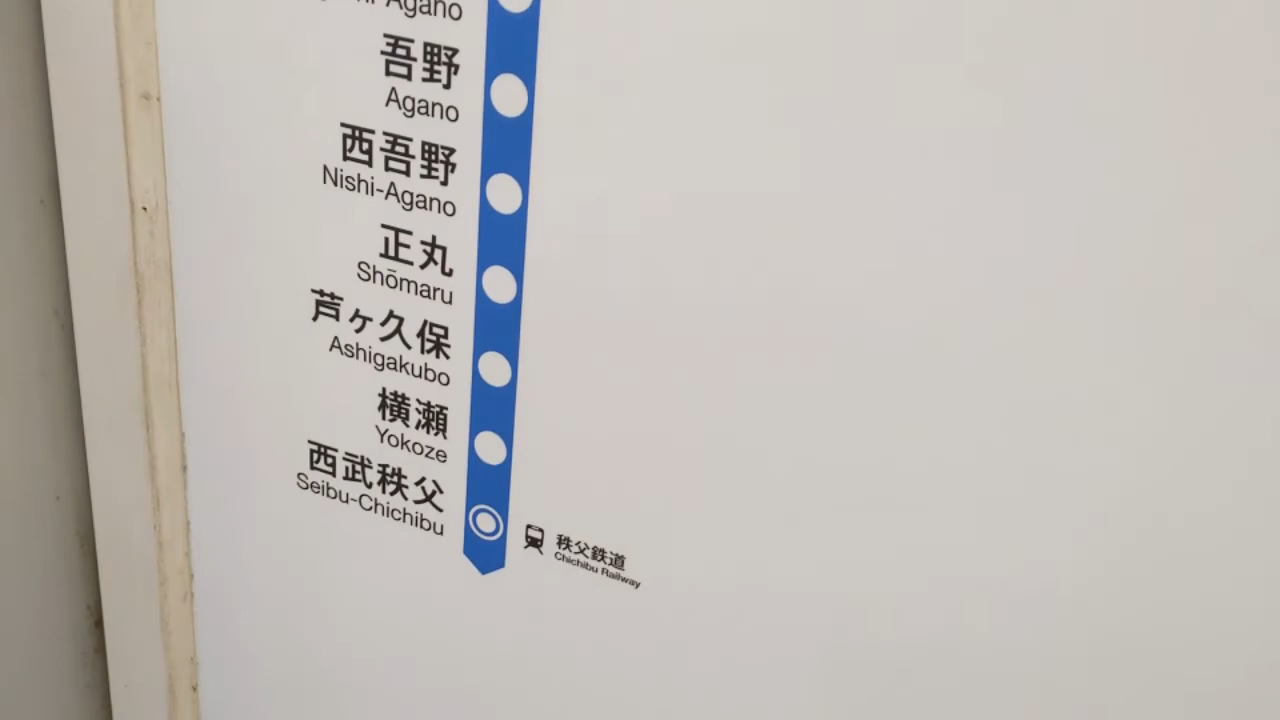 Agano
吾野
Agano
西吾野
Nishi-Agano
正丸
Shōmaru
芦ヶ久保
Ashigakubo
横瀬
Yokoze
西武秩父
Seibu-Chichibu
秩父鉄道
Chichibu Railway